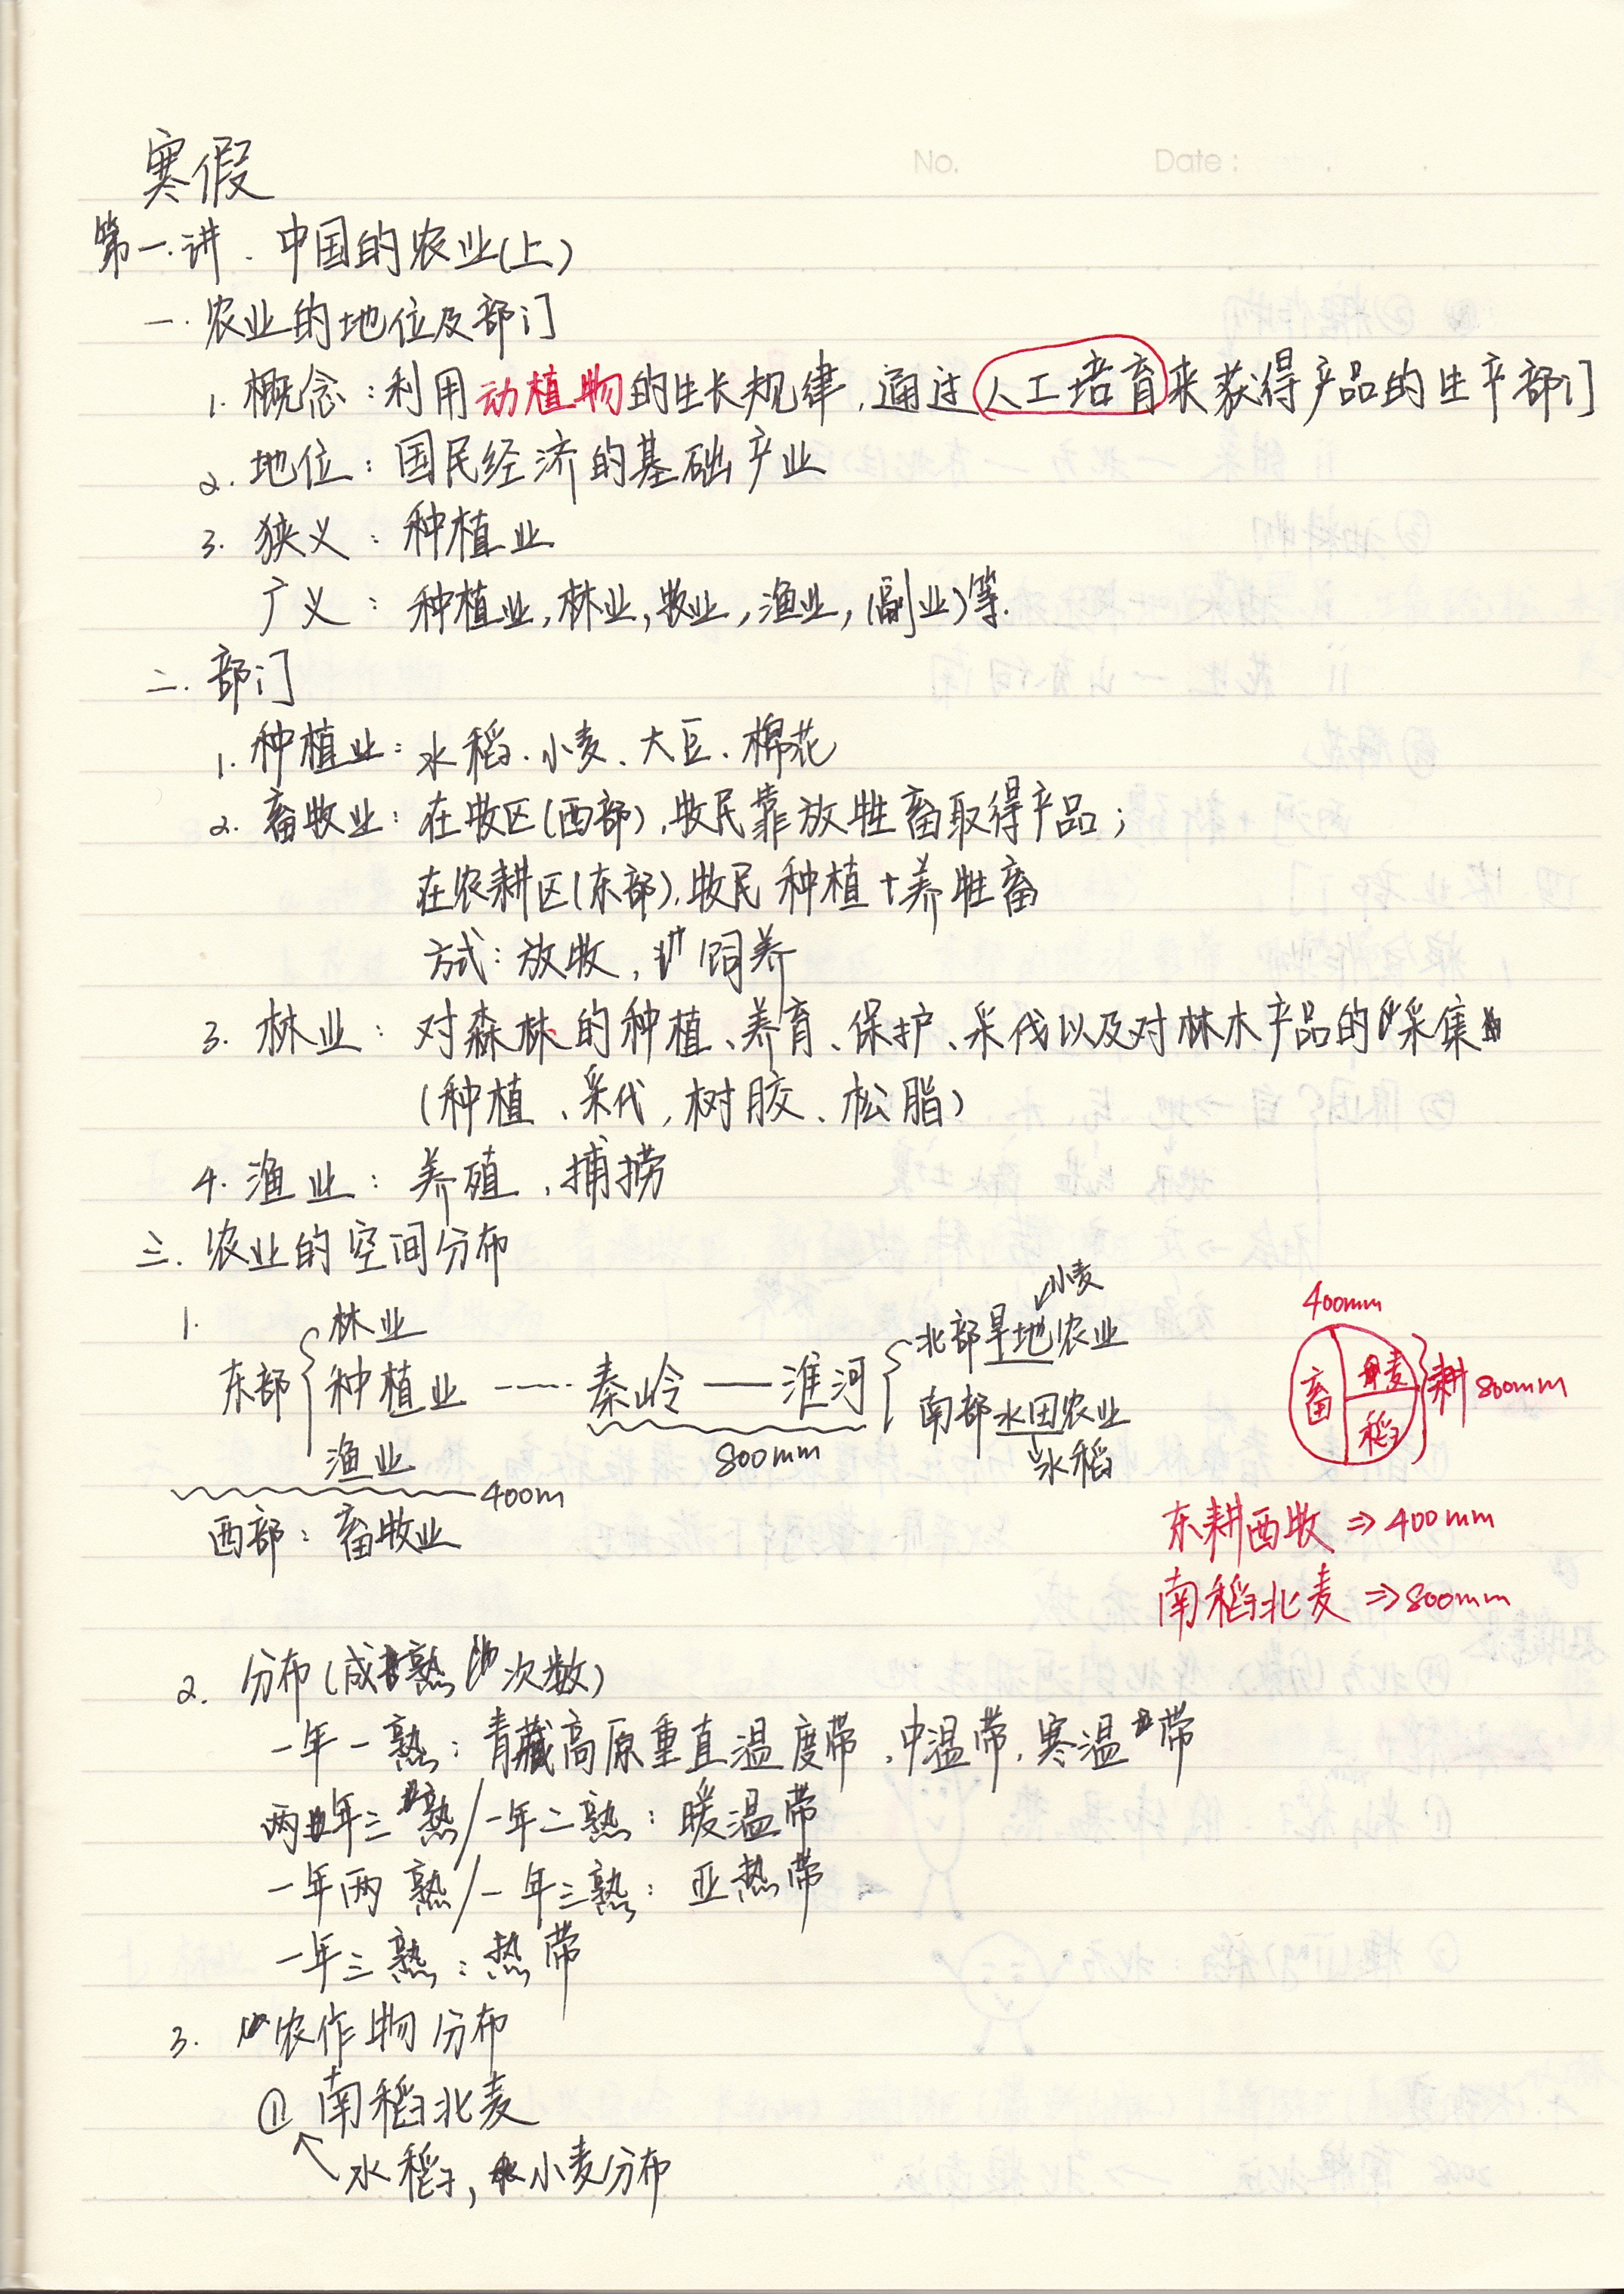 No. Date:
寒假
第一讲. 中国的农业(上)
一. 农业的地位及部门
1. 概念:利用动植物的生长规律,通过人工培育来获得产品的生产部门
2. 地位:国民经济的基础产业
3. 狭义:种植业
广义:种植业,林业,牧业,渔业,(副业)等.
二. 部门
1. 种植业:水稻、小麦、大豆、棉花
2. 畜牧业:在牧区(西部),牧民靠放牲畜取得产品;
在农耕区(东部),牧民种植+养牲畜
方式:放牧,饲养
3. 林业:对森林的种植、养育、保护、采伐以及对林木产品的采集
(种植、采代,树胶、松脂)
4. 渔业:养殖、捕捞
三. 农业的空间分布
1.
东部{林业
种植业
渔业
---- 秦岭——淮河
800mm
小麦
北部旱地农业
南部水田农业
水稻
400m
西部:畜牧业
400mm
畜 麦 稻 }耕 800mm
东耕西牧 ⇒ 400mm
南稻北麦 ⇒ 800mm
2. 分布(成熟次数)
一年一熟:青藏高原重直温度带,中温带,寒温带
两年三熟/一年二熟:暖温带
一年两熟/一年三熟:亚热带
一年三熟:热带
3. 农作物分布
① 南稻北麦
水稻,小麦分布